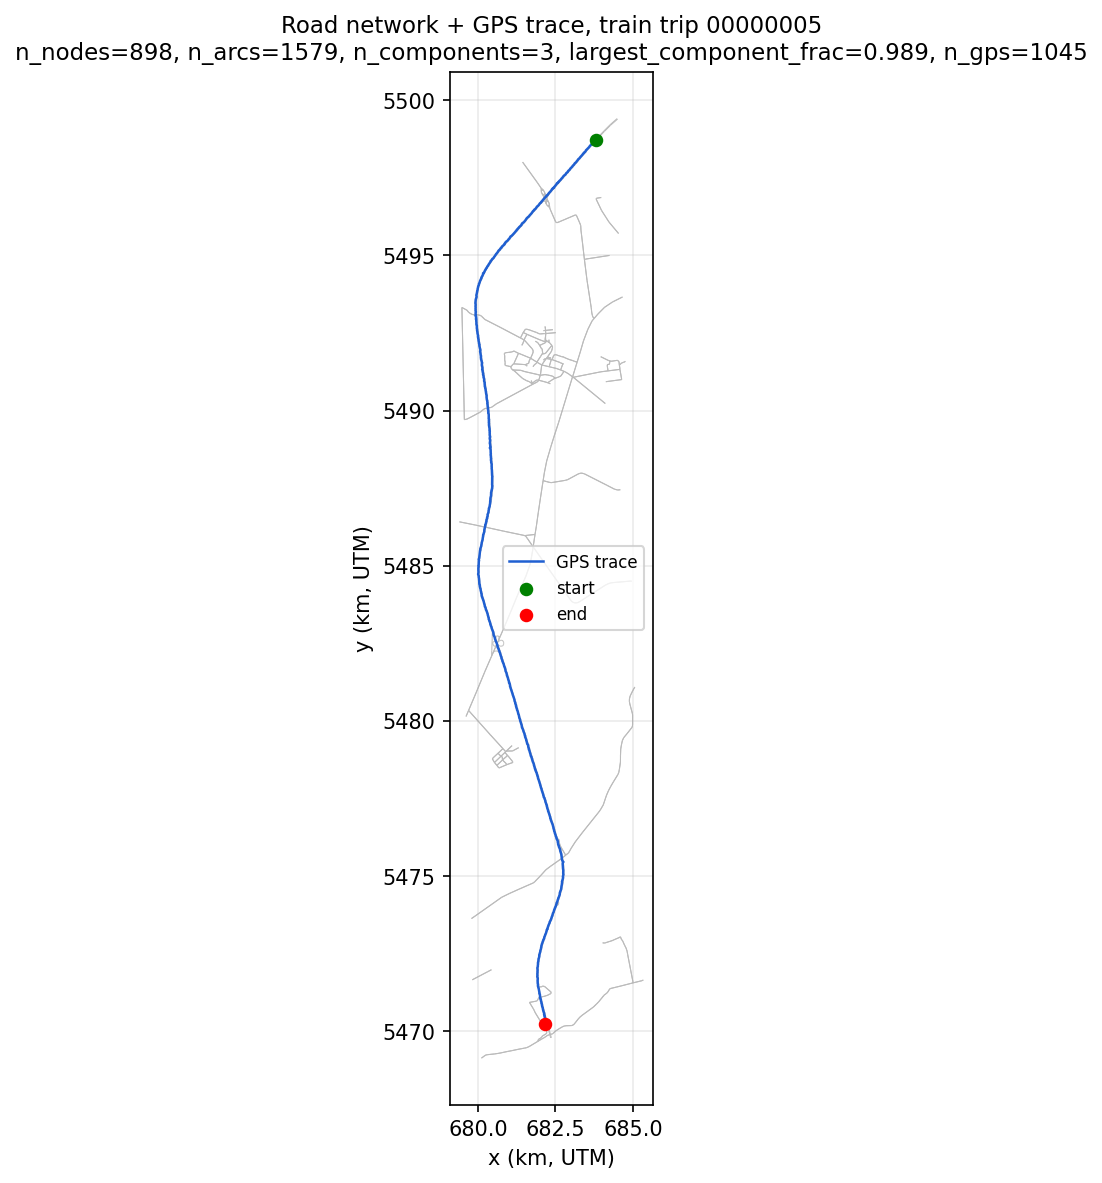 Road network + GPS trace, train trip 00000005
n_nodes=898, n_arcs=1579, n_components=3, largest_component_frac=0.989, n_gps=1045
5500
5495
5490
5485
5480
5475
5470
y (km, UTM)
GPS trace
start
end
680.0 682.5 685.0
x (km, UTM)